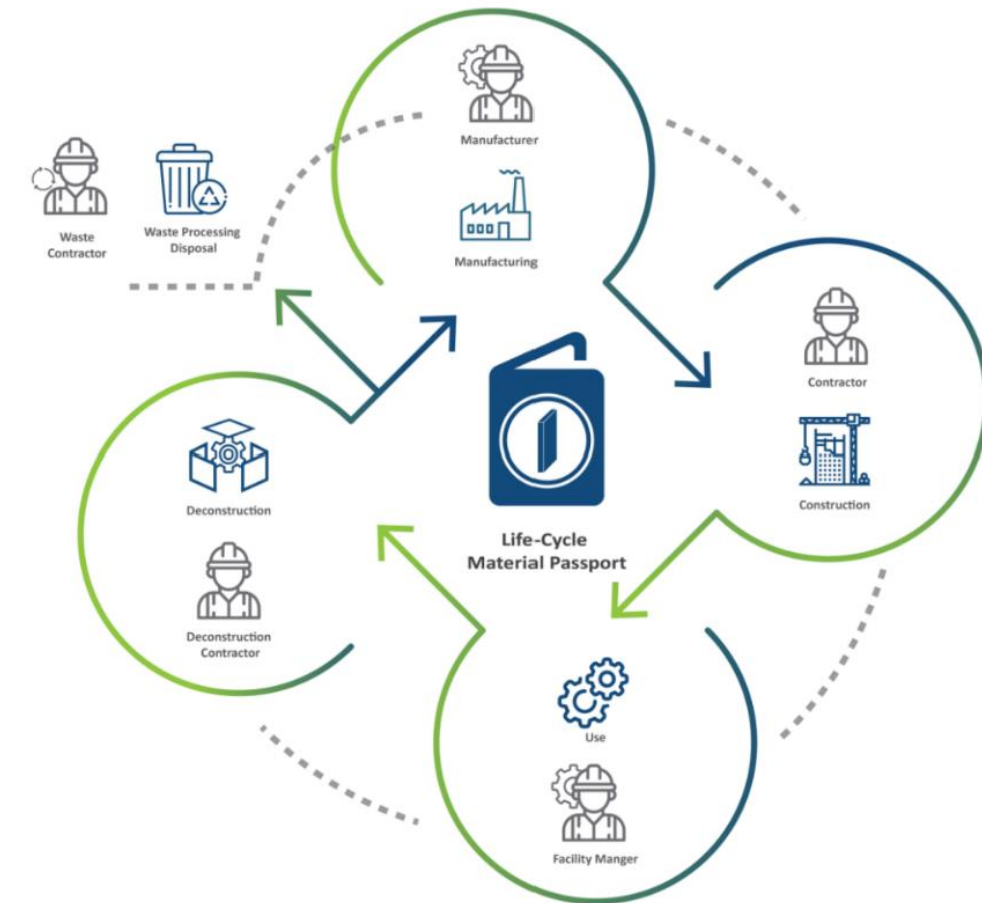 Manufacturer
Manufacturing
Waste
Contractor
Waste Processing
Disposal
Contractor
Construction
Life-Cycle
Material Passport
Deconstruction
Deconstruction
Contractor
Use
Facility Manger